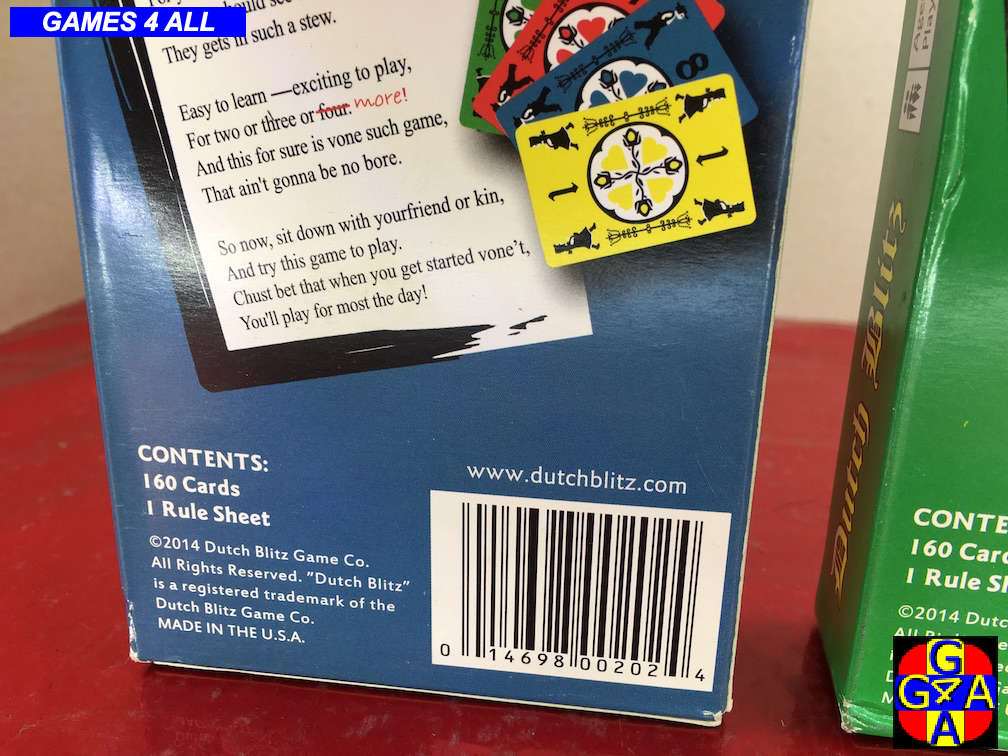 GAMES 4 ALL
They gets in such a stew.
Easy to learn —exciting to play,
For two or three or four. more!
And this for sure is vone such game,
That ain't gonna be no bore.
So now, sit down with yourfriend or kin,
And try this game to play.
Chust bet that when you get started vone't,
You'll play for most the day!
8
1
1
CONTENTS:
160 Cards
1 Rule Sheet
©2014 Dutch Blitz Game Co.
All Rights Reserved. "Dutch Blitz"
is a registered trademark of the
Dutch Blitz Game Co.
MADE IN THE U.S.A.
www.dutchblitz.com
0 14698 00202 4
Dutch Blitz
CONTE
160 Card
1 Rule Sh
©2014 Dutc
G
G4A
A